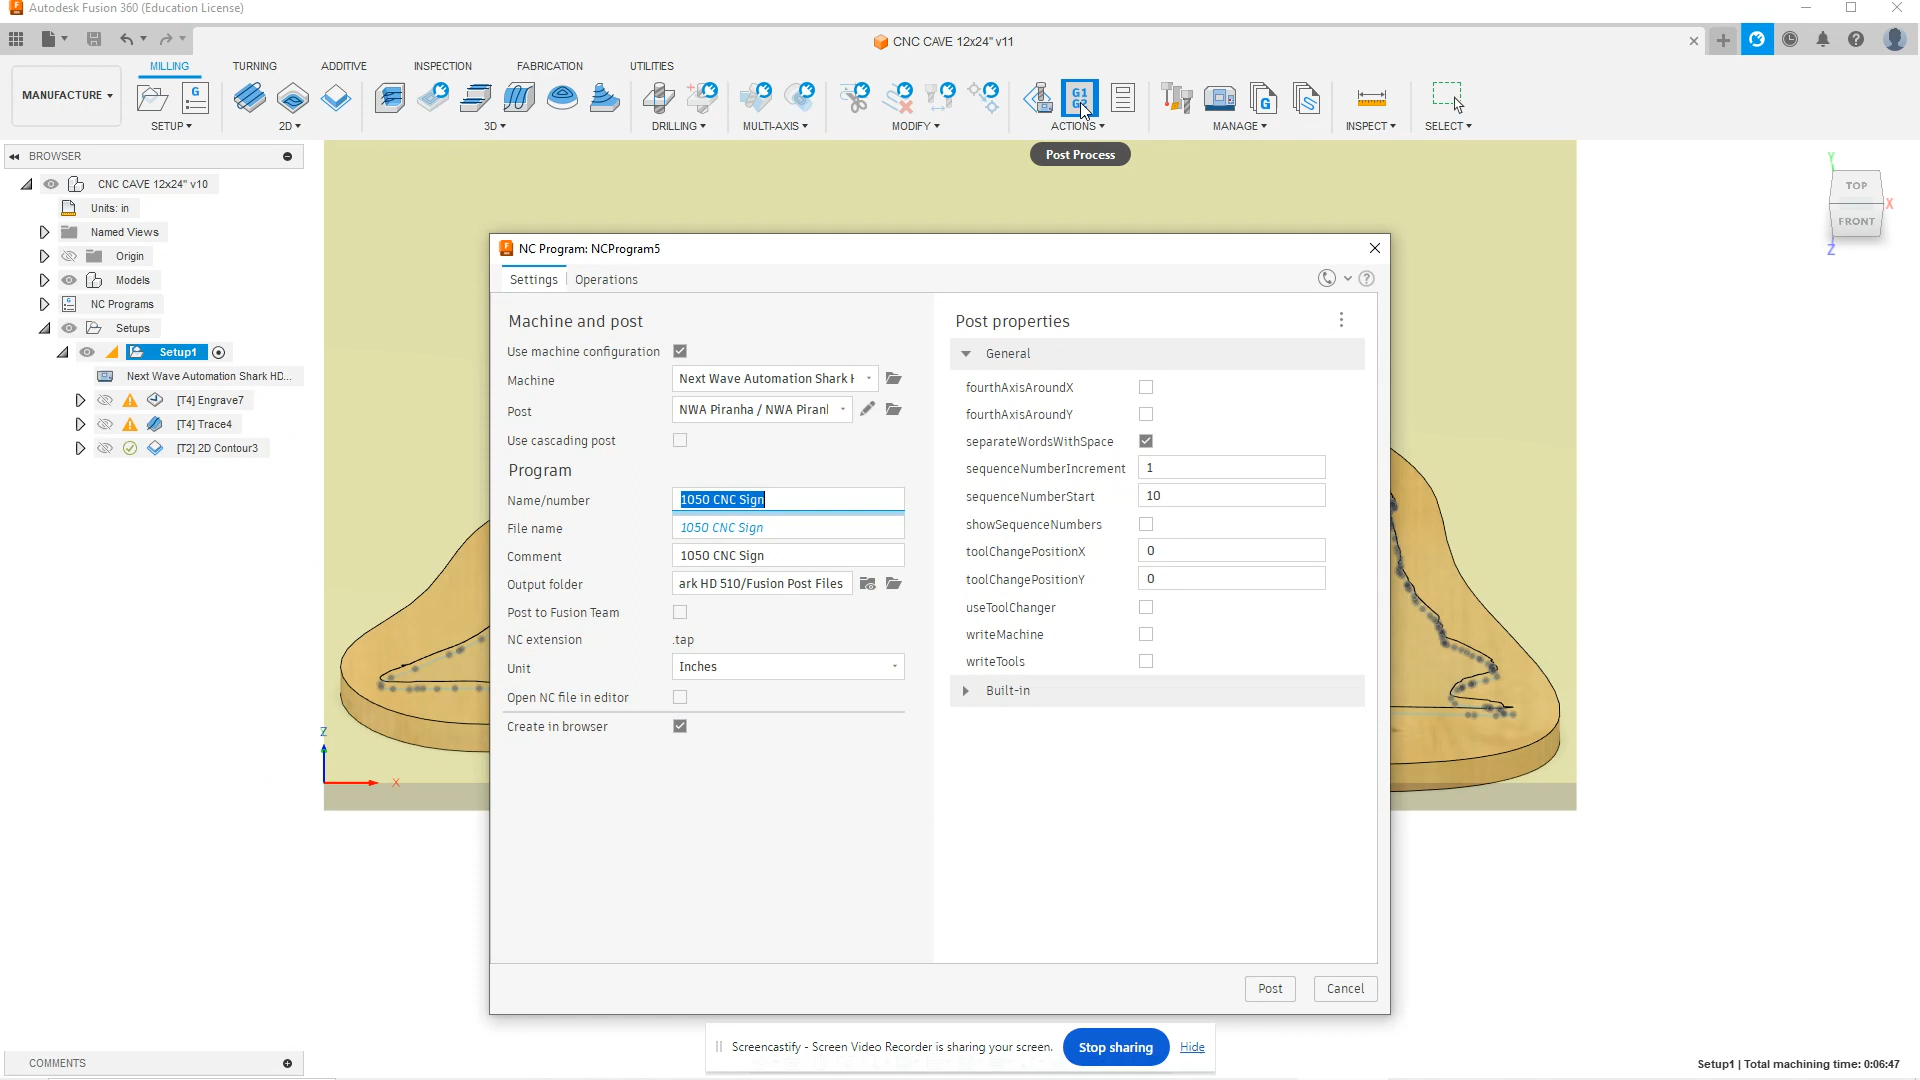 Autodesk Fusion 360 (Education License)
CNC CAVE 12x24" v11
MILLING
TURNING
ADDITIVE
INSPECTION
FABRICATION
UTILITIES
MANUFACTURE
G
G1
G2
G
SETUP
2D
3D
DRILLING
MULTI-AXIS
MODIFY
ACTIONS
MANAGE
INSPECT
SELECT
Post Process
BROWSER
CNC CAVE 12x24" v10
Units: in
Named Views
Origin
Models
NC Programs
Setups
Setup1
Next Wave Automation Shark HD...
[T4] Engrave7
[T4] Trace4
[T2] 2D Contour3
Y
TOP
X
FRONT
Z
Z
X
NC Program: NCProgram5
Settings
Operations
Machine and post
Use machine configuration
Machine
Next Wave Automation Shark H
Post
NWA Piranha / NWA Piranl
Use cascading post
Program
Name/number
1050 CNC Sign
File name
1050 CNC Sign
Comment
1050 CNC Sign
Output folder
ark HD 510/Fusion Post Files
Post to Fusion Team
NC extension
.tap
Unit
Inches
Open NC file in editor
Create in browser
Post properties
General
fourthAxisAroundX
fourthAxisAroundY
separateWordsWithSpace
sequenceNumberIncrement
1
sequenceNumberStart
10
showSequenceNumbers
toolChangePositionX
0
toolChangePositionY
0
useToolChanger
writeMachine
writeTools
Built-in
Post
Cancel
Screencastify - Screen Video Recorder is sharing your screen.
Stop sharing
Hide
COMMENTS
Setup1 | Total machining time: 0:06:47